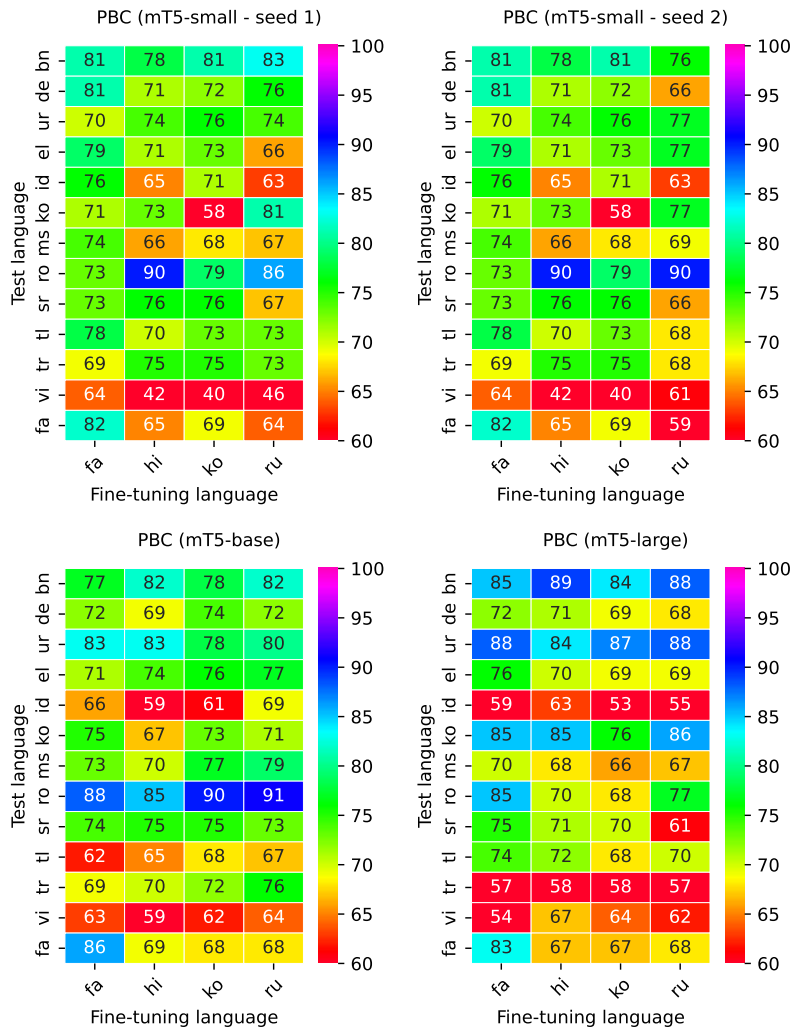 PBC (mT5-small - seed 1)
bn 81 78 81 83
de 81 71 72 76
ur 70 74 76 74
el 79 71 73 66
id 76 65 71 63
ko 71 73 58 81
ms 74 66 68 67
ro 73 90 79 86
sr 73 76 76 67
tl 78 70 73 73
tr 69 75 75 73
vi 64 42 40 46
fa 82 65 69 64
fa hi ko ru
Test language
Fine-tuning language
100
95
90
85
80
75
70
65
60
PBC (mT5-small - seed 2)
bn 81 78 81 76
de 81 71 72 66
ur 70 74 76 77
el 79 71 73 77
id 76 65 71 63
ko 71 73 58 77
ms 74 66 68 69
ro 73 90 79 90
sr 73 76 76 66
tl 78 70 73 68
tr 69 75 75 68
vi 64 42 40 61
fa 82 65 69 59
fa hi ko ru
Test language
Fine-tuning language
100
95
90
85
80
75
70
65
60
PBC (mT5-base)
bn 77 82 78 82
de 72 69 74 72
ur 83 83 78 80
el 71 74 76 77
id 66 59 61 69
ko 75 67 73 71
ms 73 70 77 79
ro 88 85 90 91
sr 74 75 75 73
tl 62 65 68 67
tr 69 70 72 76
vi 63 59 62 64
fa 86 69 68 68
fa hi ko ru
Test language
Fine-tuning language
100
95
90
85
80
75
70
65
60
PBC (mT5-large)
bn 85 89 84 88
de 72 71 69 68
ur 88 84 87 88
el 76 70 69 69
id 59 63 53 55
ko 85 85 76 86
ms 70 68 66 67
ro 85 70 68 77
sr 75 71 70 61
tl 74 72 68 70
tr 57 58 58 57
vi 54 67 64 62
fa 83 67 67 68
fa hi ko ru
Test language
Fine-tuning language
100
95
90
85
80
75
70
65
60